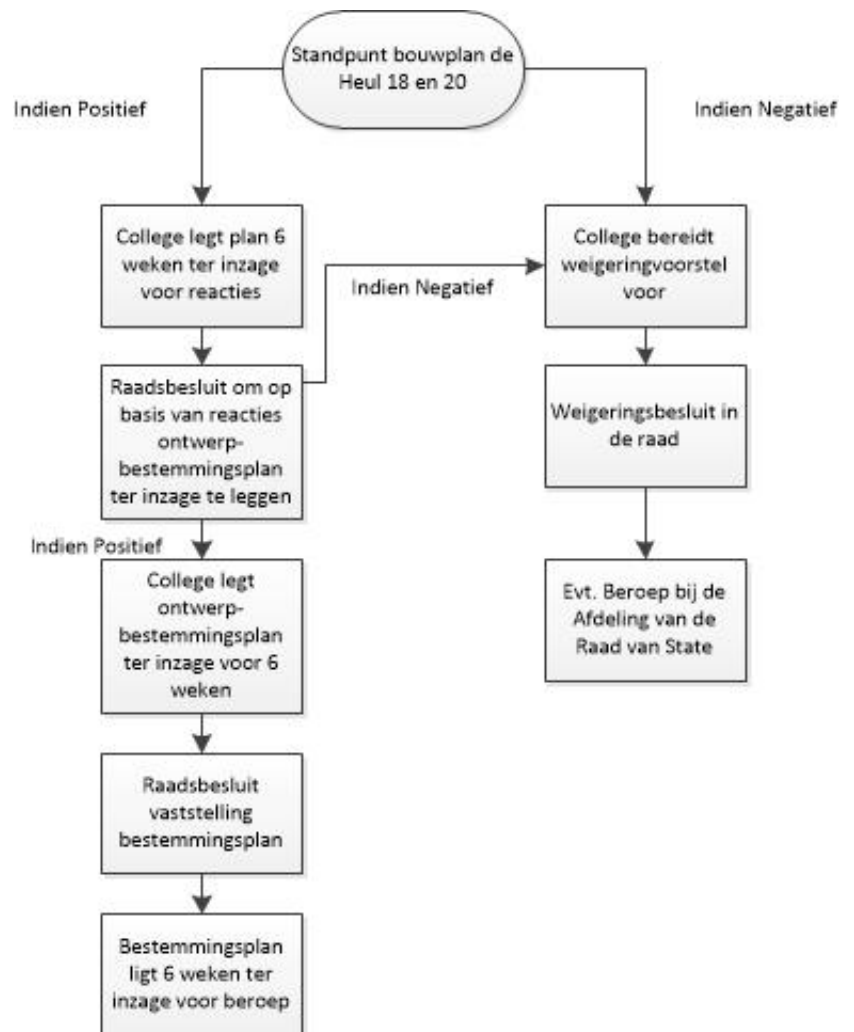 Standpunt bouwplan de
Heul 18 en 20
Indien Positief
Indien Negatief
College legt plan 6
weken ter inzage
voor reacties
College bereidt
weigeringvoorstel
voor
Indien Negatief
Raadsbesluit om op
basis van reacties
ontwerp-
bestemmingsplan
ter inzage te leggen
Weigeringsbesluit in
de raad
Indien Positief
College legt
ontwerp-
bestemmingsplan
ter inzage voor 6
weken
Evt. Beroep bij de
Afdeling van de
Raad van State
Raadsbesluit
vaststelling
bestemmingsplan
Bestemmingsplan
ligt 6 weken ter
inzage voor beroep